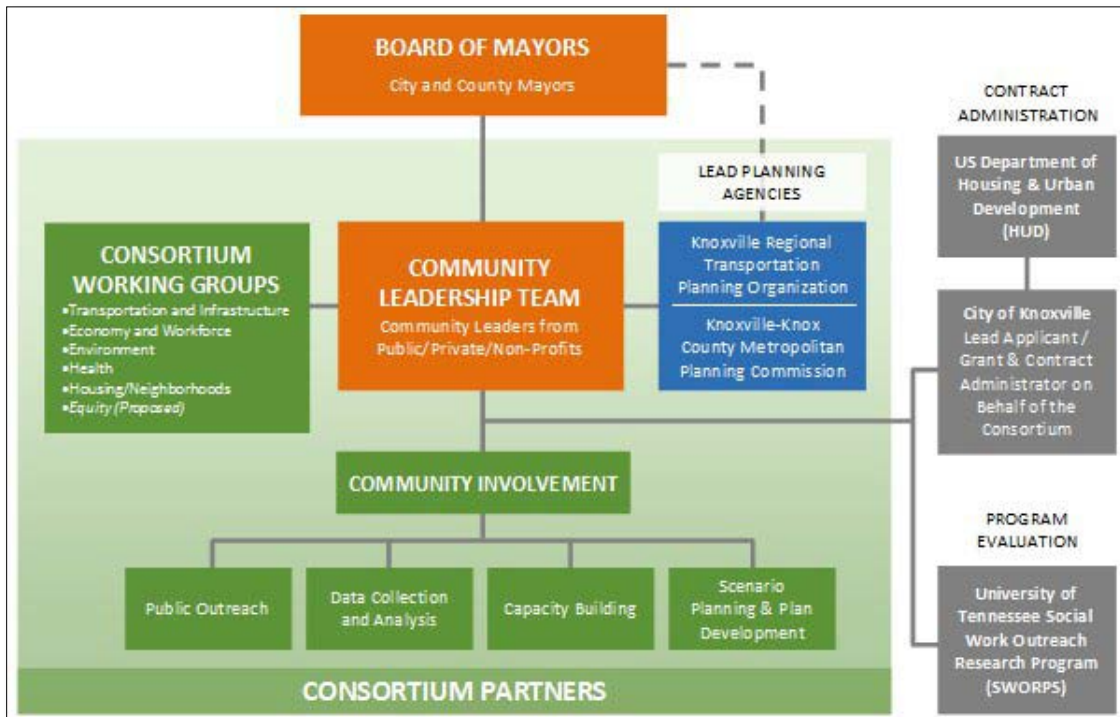 BOARD OF MAYORS
City and County Mayors
CONTRACT
ADMINISTRATION
US Department of
Housing & Urban
Development
(HUD)
LEAD PLANNING
AGENCIES
Knoxville Regional
Transportation
Planning Organization
Knoxville-Knox
County Metropolitan
Planning Commission
CONSORTIUM
WORKING GROUPS
•Transportation and Infrastructure
•Economy and Workforce
•Environment
•Health
•Housing/Neighborhoods
•Equity (Proposed)
COMMUNITY
LEADERSHIP TEAM
Community Leaders from
Public/Private/Non-Profits
City of Knoxville
Lead Applicant /
Grant & Contract
Administrator on
Behalf of the
Consortium
COMMUNITY INVOLVEMENT
Public Outreach
Data Collection
and Analysis
Capacity Building
Scenario
Planning & Plan
Development
PROGRAM
EVALUATION
University of
Tennessee Social
Work Outreach
Research Program
(SWORPS)
CONSORTIUM PARTNERS